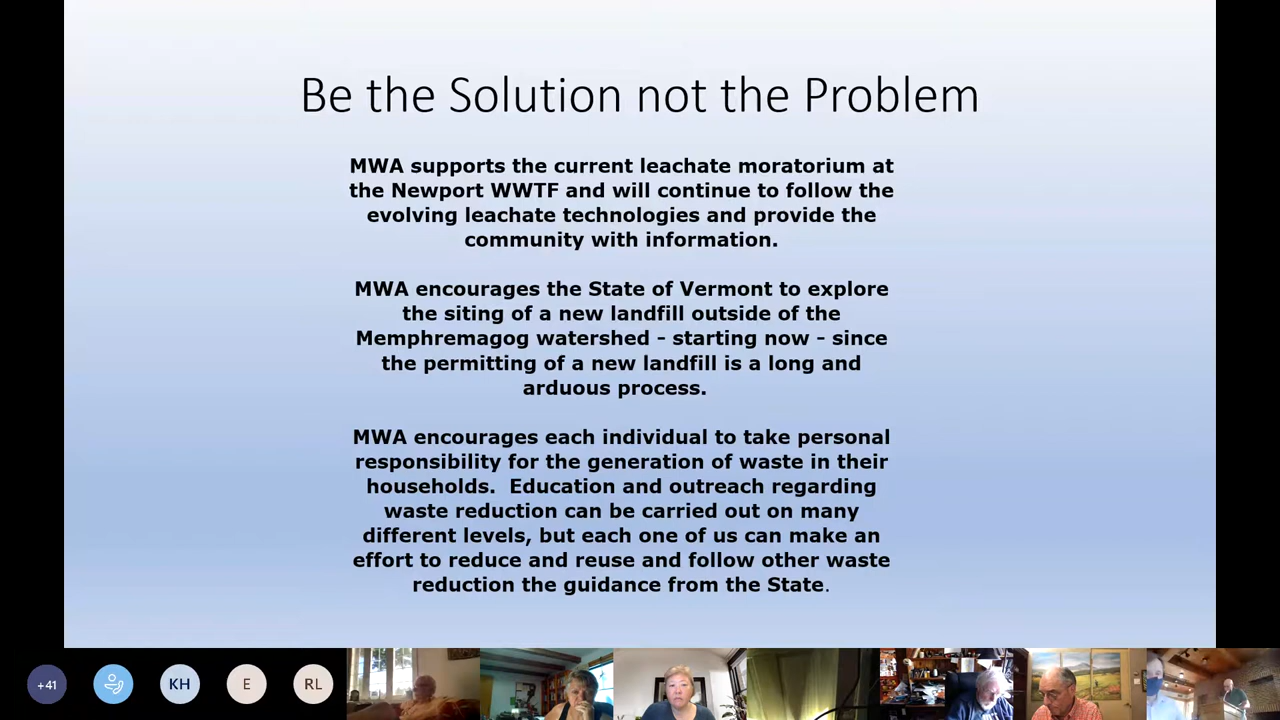 Be the Solution not the Problem
MWA supports the current leachate moratorium at
the Newport WWTF and will continue to follow the
evolving leachate technologies and provide the
community with information.
MWA encourages the State of Vermont to explore
the siting of a new landfill outside of the
Memphremagog watershed - starting now - since
the permitting of a new landfill is a long and
arduous process.
MWA encourages each individual to take personal
responsibility for the generation of waste in their
households.  Education and outreach regarding
waste reduction can be carried out on many
different levels, but each one of us can make an
effort to reduce and reuse and follow other waste
reduction the guidance from the State.
+41
KH
E
RL